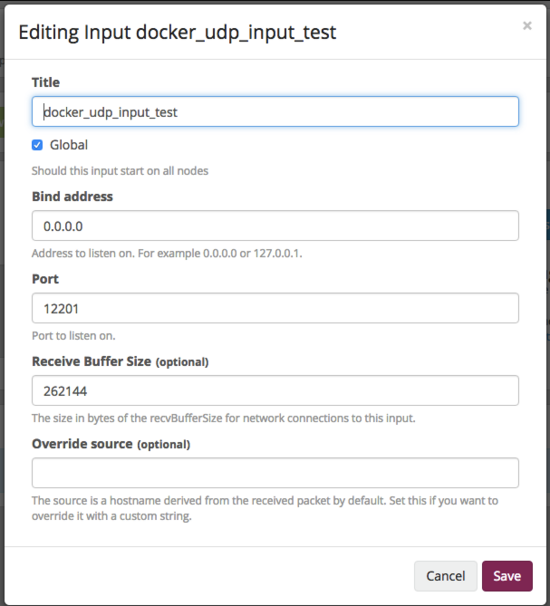 Editing Input docker_udp_input_test
×
Title
docker_udp_input_test
Global
Should this input start on all nodes
Bind address
0.0.0.0
Address to listen on. For example 0.0.0.0 or 127.0.0.1.
Port
12201
Port to listen on.
Receive Buffer Size (optional)
262144
The size in bytes of the recvBufferSize for network connections to this input.
Override source (optional)
The source is a hostname derived from the received packet by default. Set this if you want to
override it with a custom string.
Cancel
Save